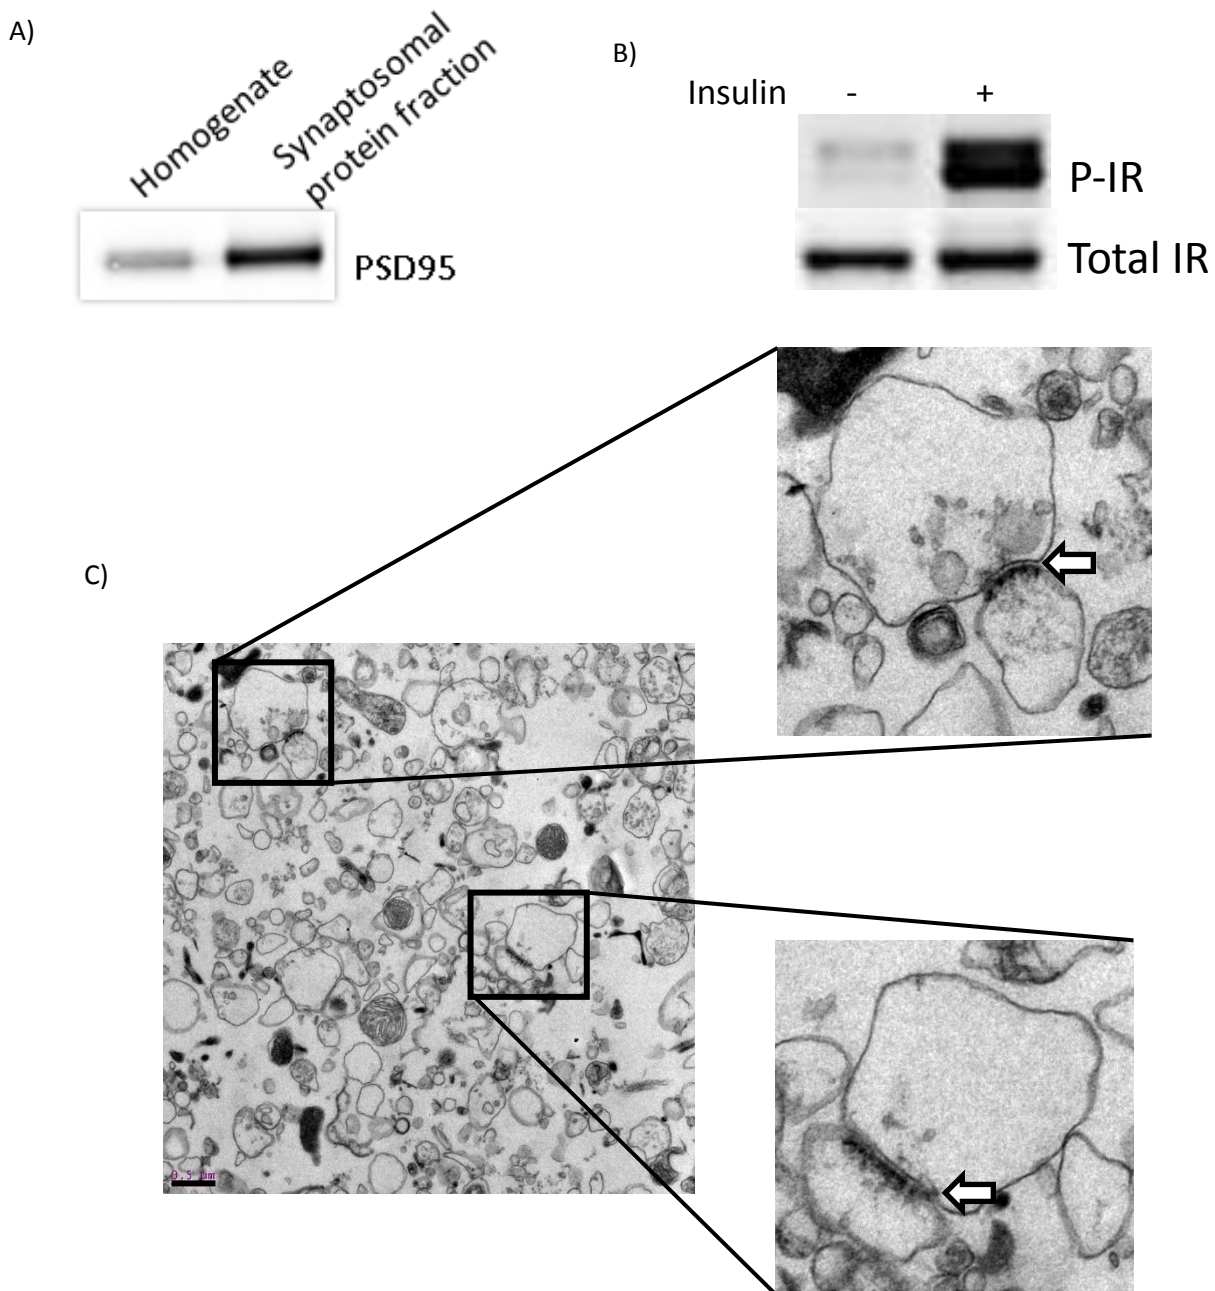 A)
Homogenate
Synaptosomal
protein fraction
PSD95
B)
Insulin - +
P-IR
Total IR
C)
0.5 µm